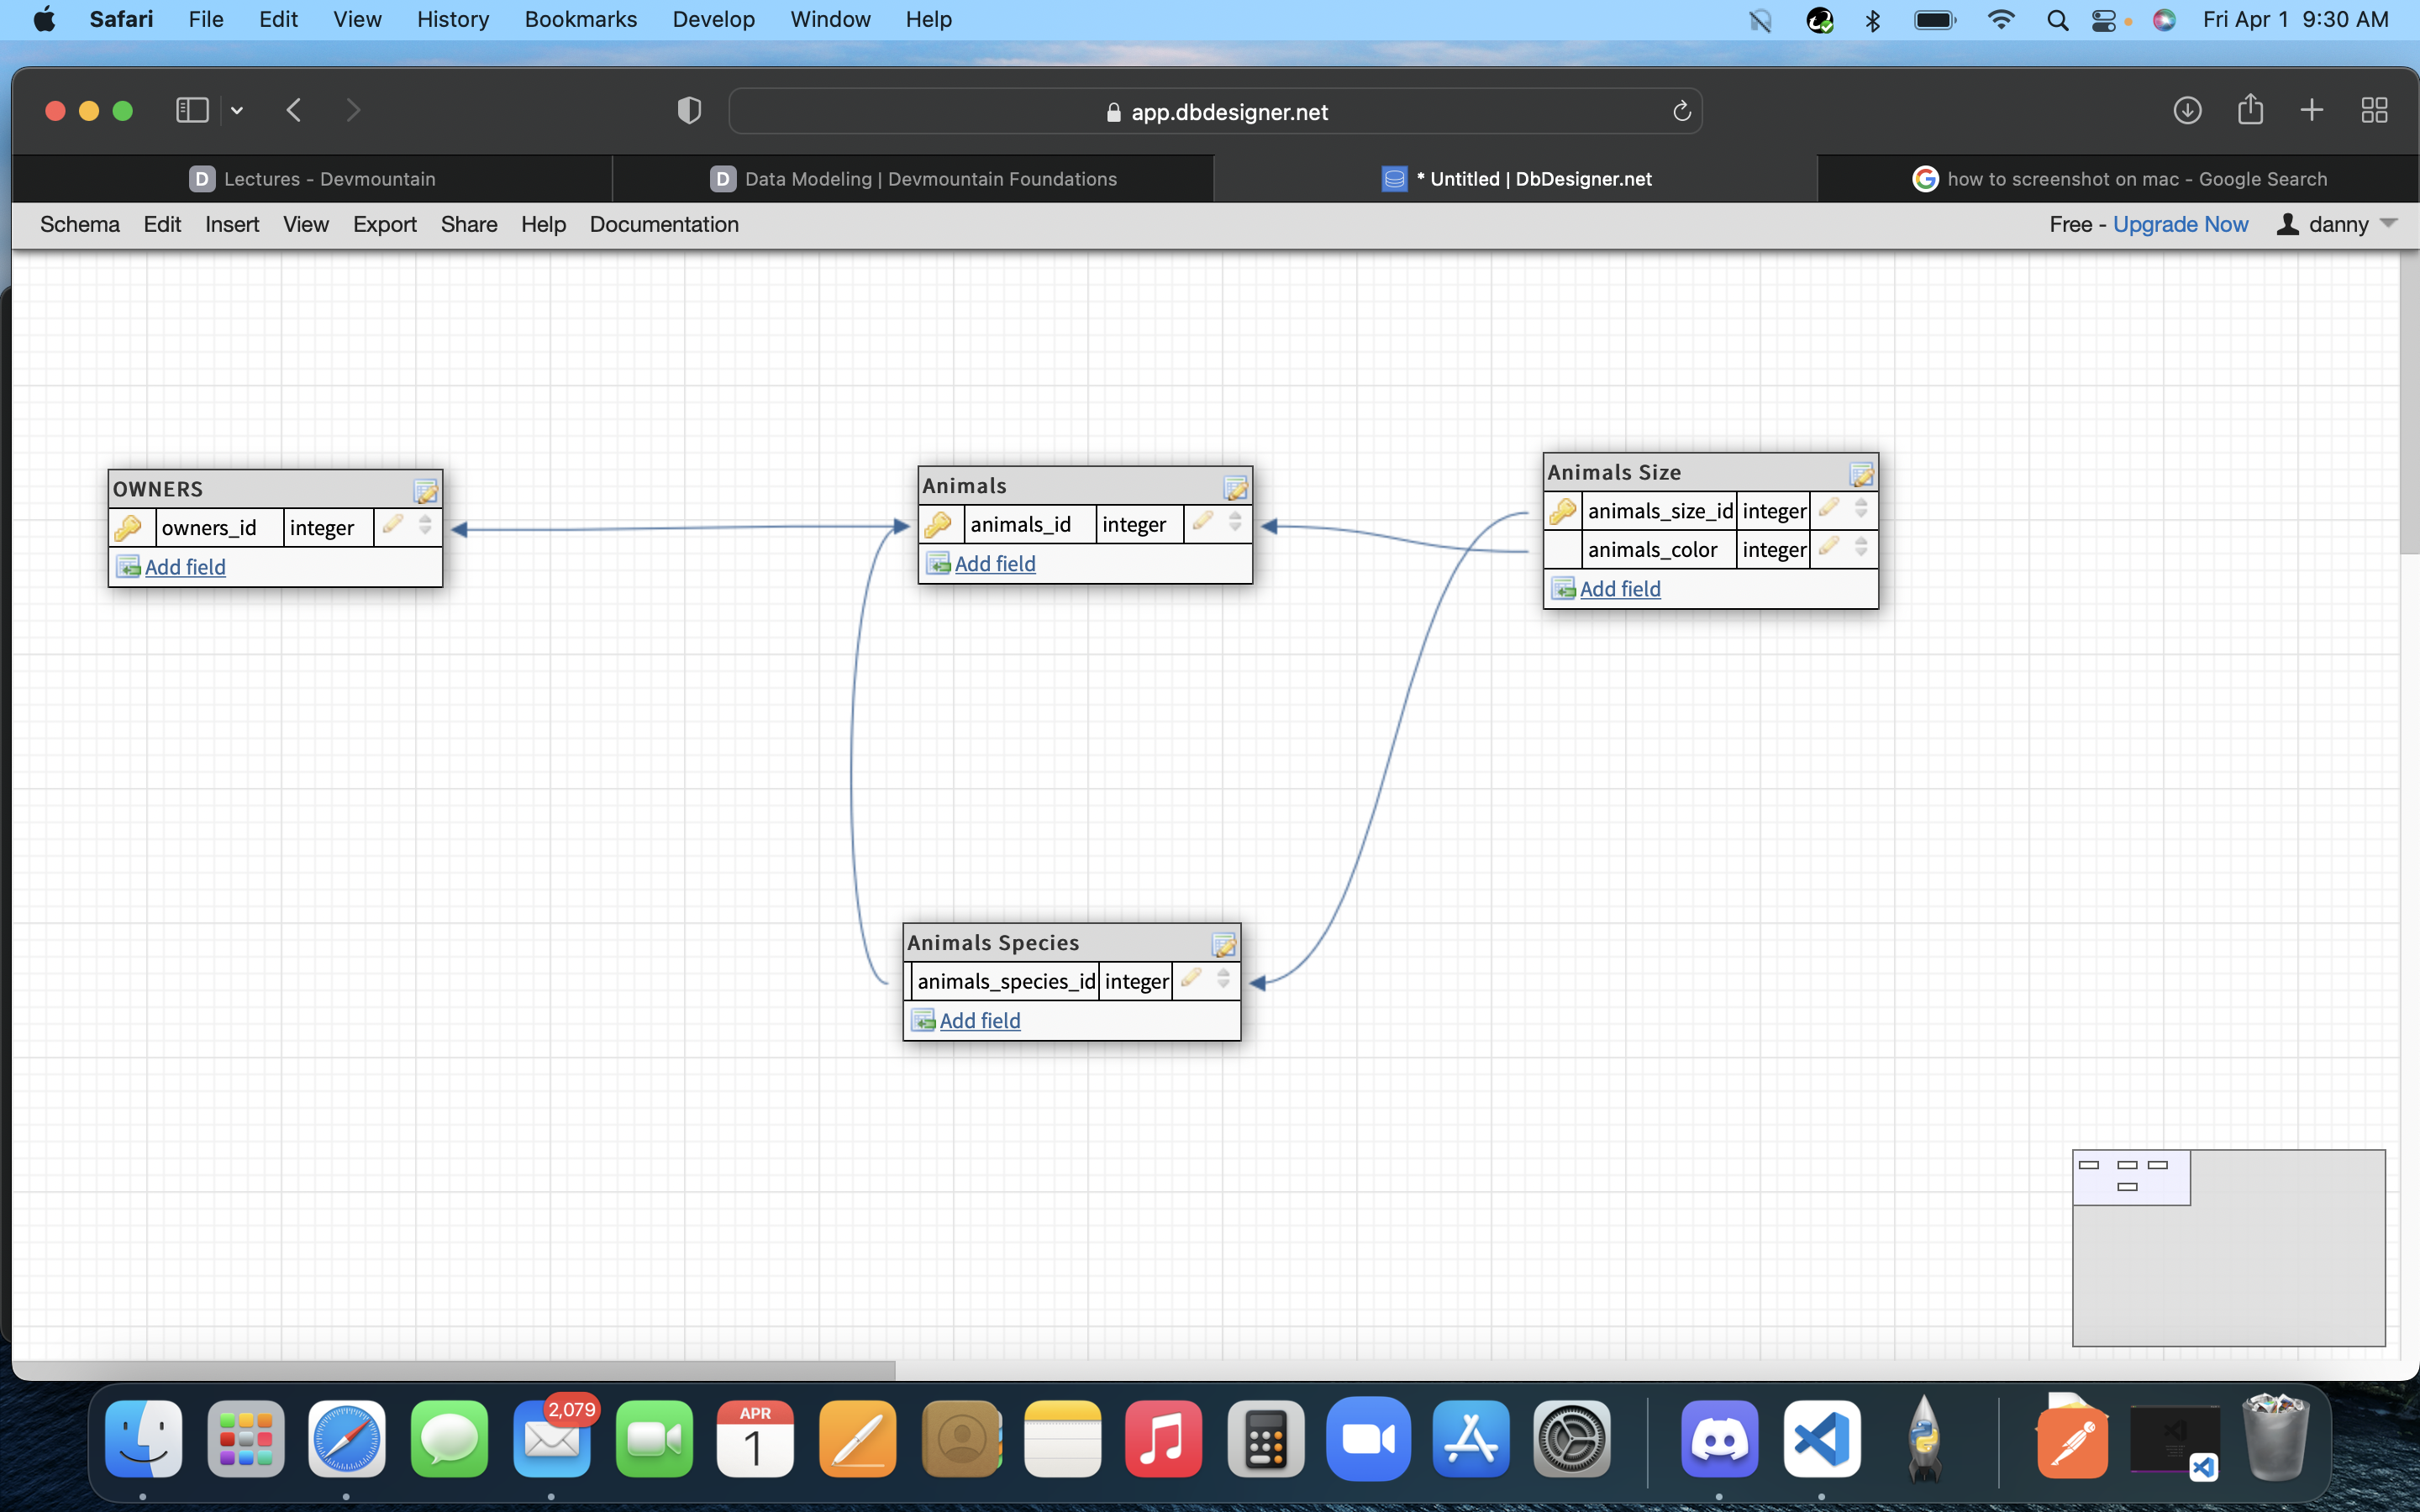 Safari File Edit View History Bookmarks Develop Window Help Fri Apr 1 9:30 AM
app.dbdesigner.net
D Lectures - Devmountain D Data Modeling | Devmountain Foundations * Untitled | DbDesigner.net G how to screenshot on mac - Google Search
Schema Edit Insert View Export Share Help Documentation Free - Upgrade Now danny
OWNERS
owners_id integer
Add field
Animals
animals_id integer
Add field
Animals Size
animals_size_id integer
animals_color integer
Add field
Animals Species
animals_species_id integer
Add field
2,079
APR
1